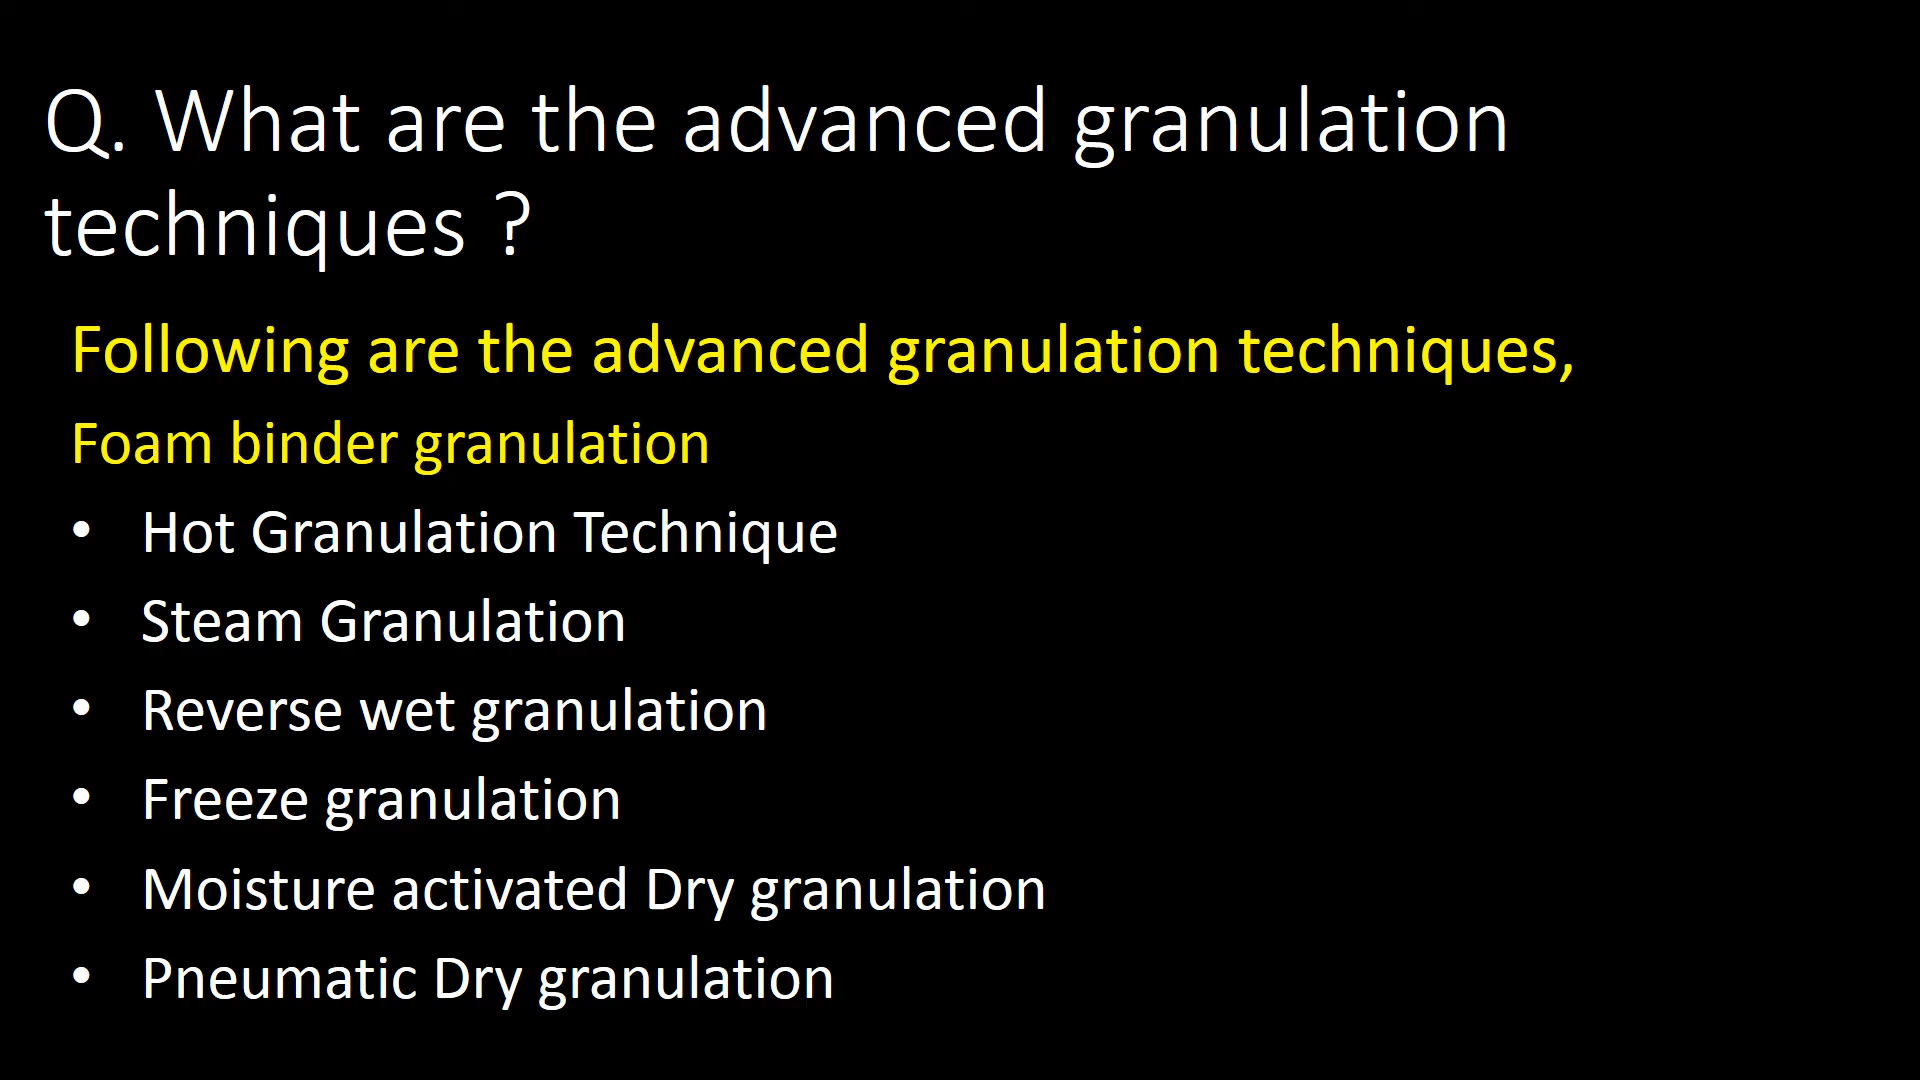 Q. What are the advanced granulation
techniques ?
Following are the advanced granulation techniques,
Foam binder granulation
• Hot Granulation Technique
• Steam Granulation
• Reverse wet granulation
• Freeze granulation
• Moisture activated Dry granulation
• Pneumatic Dry granulation